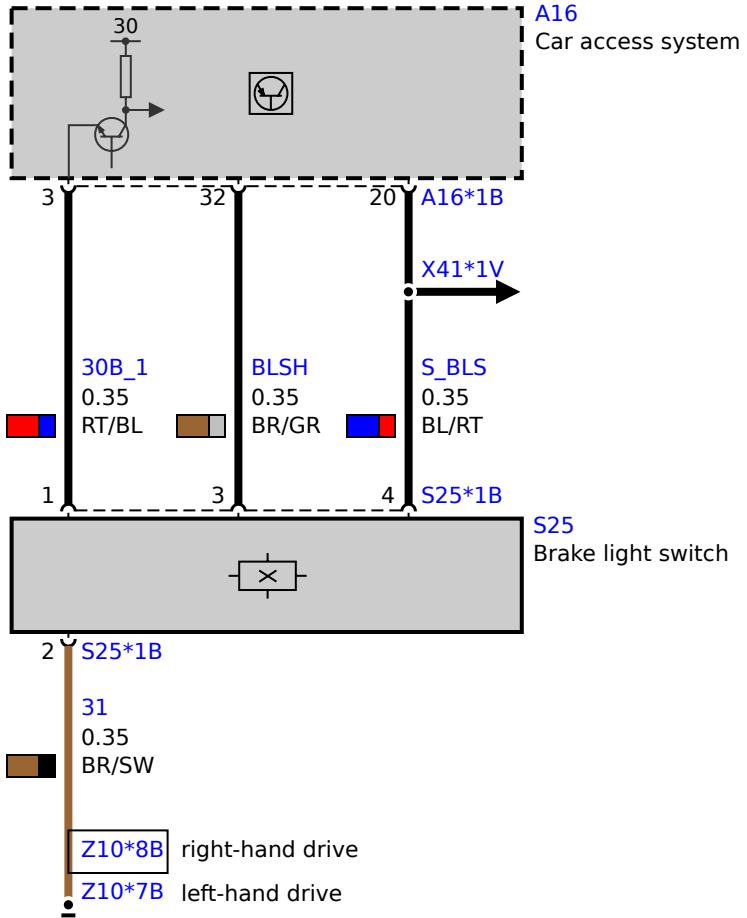 A16
Car access system
30
3
32
20
A16*1B
X41*1V
30B_1
0.35
RT/BL
BLSH
0.35
BR/GR
S_BLS
0.35
BL/RT
1
3
4
S25*1B
S25
Brake light switch
2
S25*1B
31
0.35
BR/SW
Z10*8B right-hand drive
Z10*7B left-hand drive